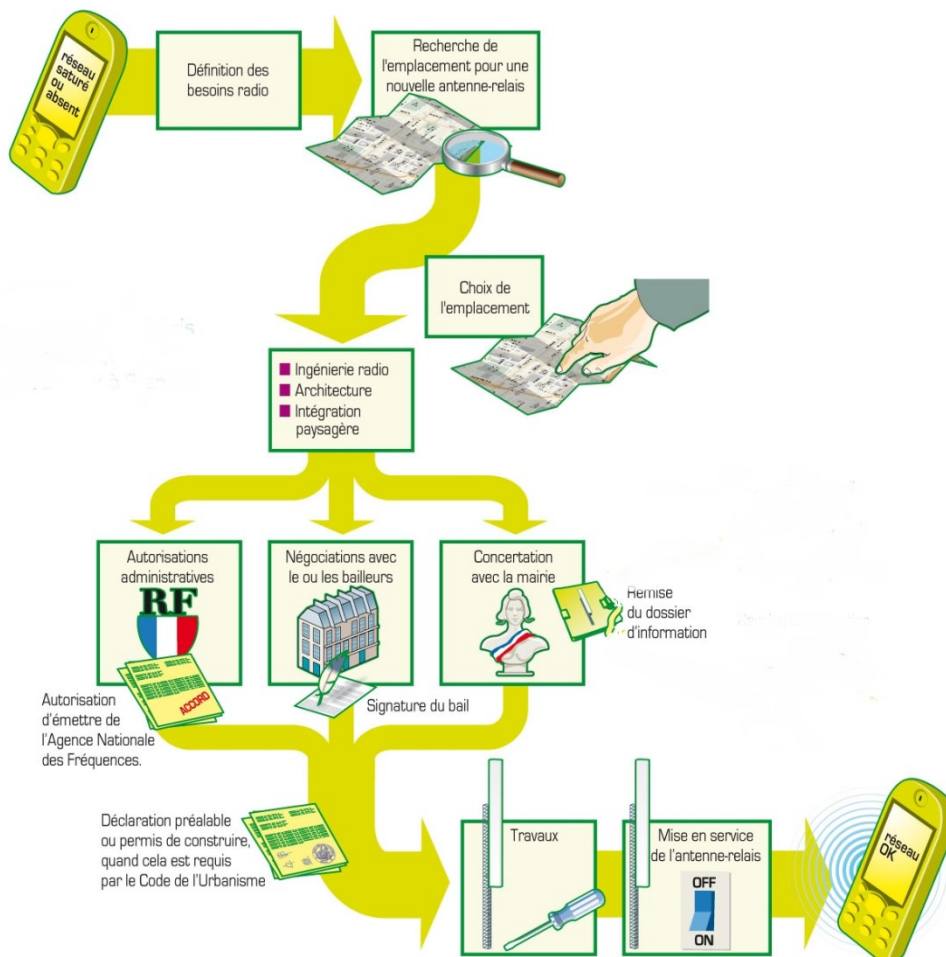 réseau
saturé
ou
absent
Définition des
besoins radio
Recherche de
l'emplacement pour une
nouvelle antenne-relais
Choix de
l'emplacement
Ingénierie radio
Architecture
Intégration
paysagère
Autorisations
administratives
RF
ACCORD
Autorisation
d'émettre de
l'Agence Nationale
des Fréquences.
Négociations avec
le ou les bailleurs
Signature du bail
Concertation
avec la mairie
Remise
du dossier
d'information
Déclaration préalable
ou permis de construire,
quand cela est requis
par le Code de l'Urbanisme
Travaux
Mise en service
de l'antenne-relais
OFF
ON
réseau
OK